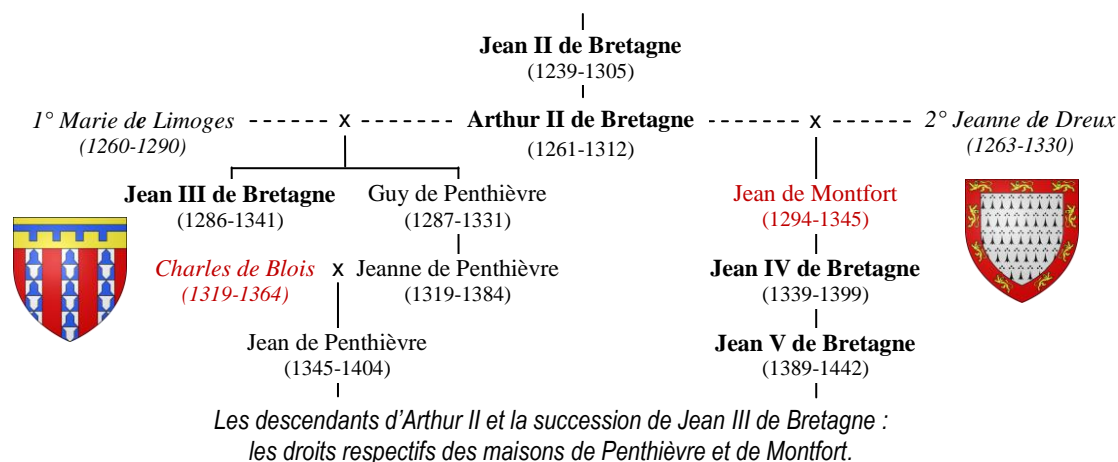 Jean II de Bretagne
(1239-1305)
1° Marie de Limoges x Arthur II de Bretagne x 2° Jeanne de Dreux
(1260-1290) (1261-1312) (1263-1330)
Jean III de Bretagne Guy de Penthièvre Jean de Montfort
(1286-1341) (1287-1331) (1294-1345)
Charles de Blois x Jeanne de Penthièvre Jean IV de Bretagne
(1319-1364) (1319-1384) (1339-1399)
Jean de Penthièvre Jean V de Bretagne
(1345-1404) (1389-1442)
Les descendants d'Arthur II et la succession de Jean III de Bretagne :
les droits respectifs des maisons de Penthièvre et de Montfort.